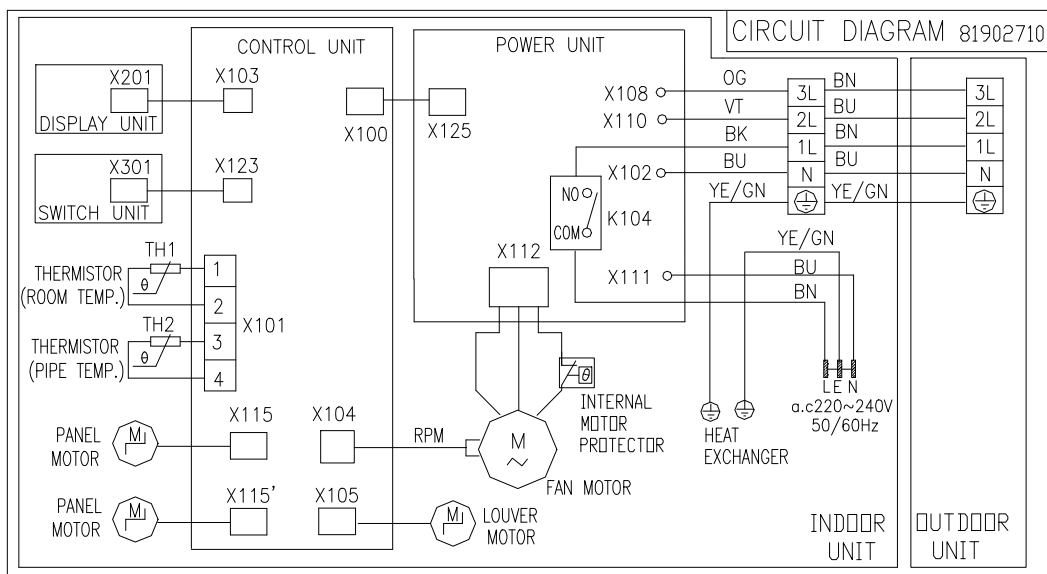 CIRCUIT DIAGRAM 81902710
CONTROL UNIT
POWER UNIT
X201
DISPLAY UNIT
X103
X100
X125
X301
SWITCH UNIT
X123
X108
X110
X102
OG
VT
BK
BU
YE/GN
3L
2L
1L
N
BN
BU
BN
BU
YE/GN
3L
2L
1L
N
NO
COM
K104
X112
X111
YE/GN
BU
BN
TH1
THERMISTOR
(ROOM TEMP.)
θ
TH2
THERMISTOR
(PIPE TEMP.)
θ
1
2
3
4
X101
L E N
a.c220~240V
50/60Hz
HEAT
EXCHANGER
θ
INTERNAL
MOTOR
PROTECTOR
PANEL
MOTOR
M
X115
X104
RPM
M
~
FAN MOTOR
PANEL
MOTOR
M
X115'
X105
M
LOUVER
MOTOR
INDOOR
UNIT
OUTDOOR
UNIT